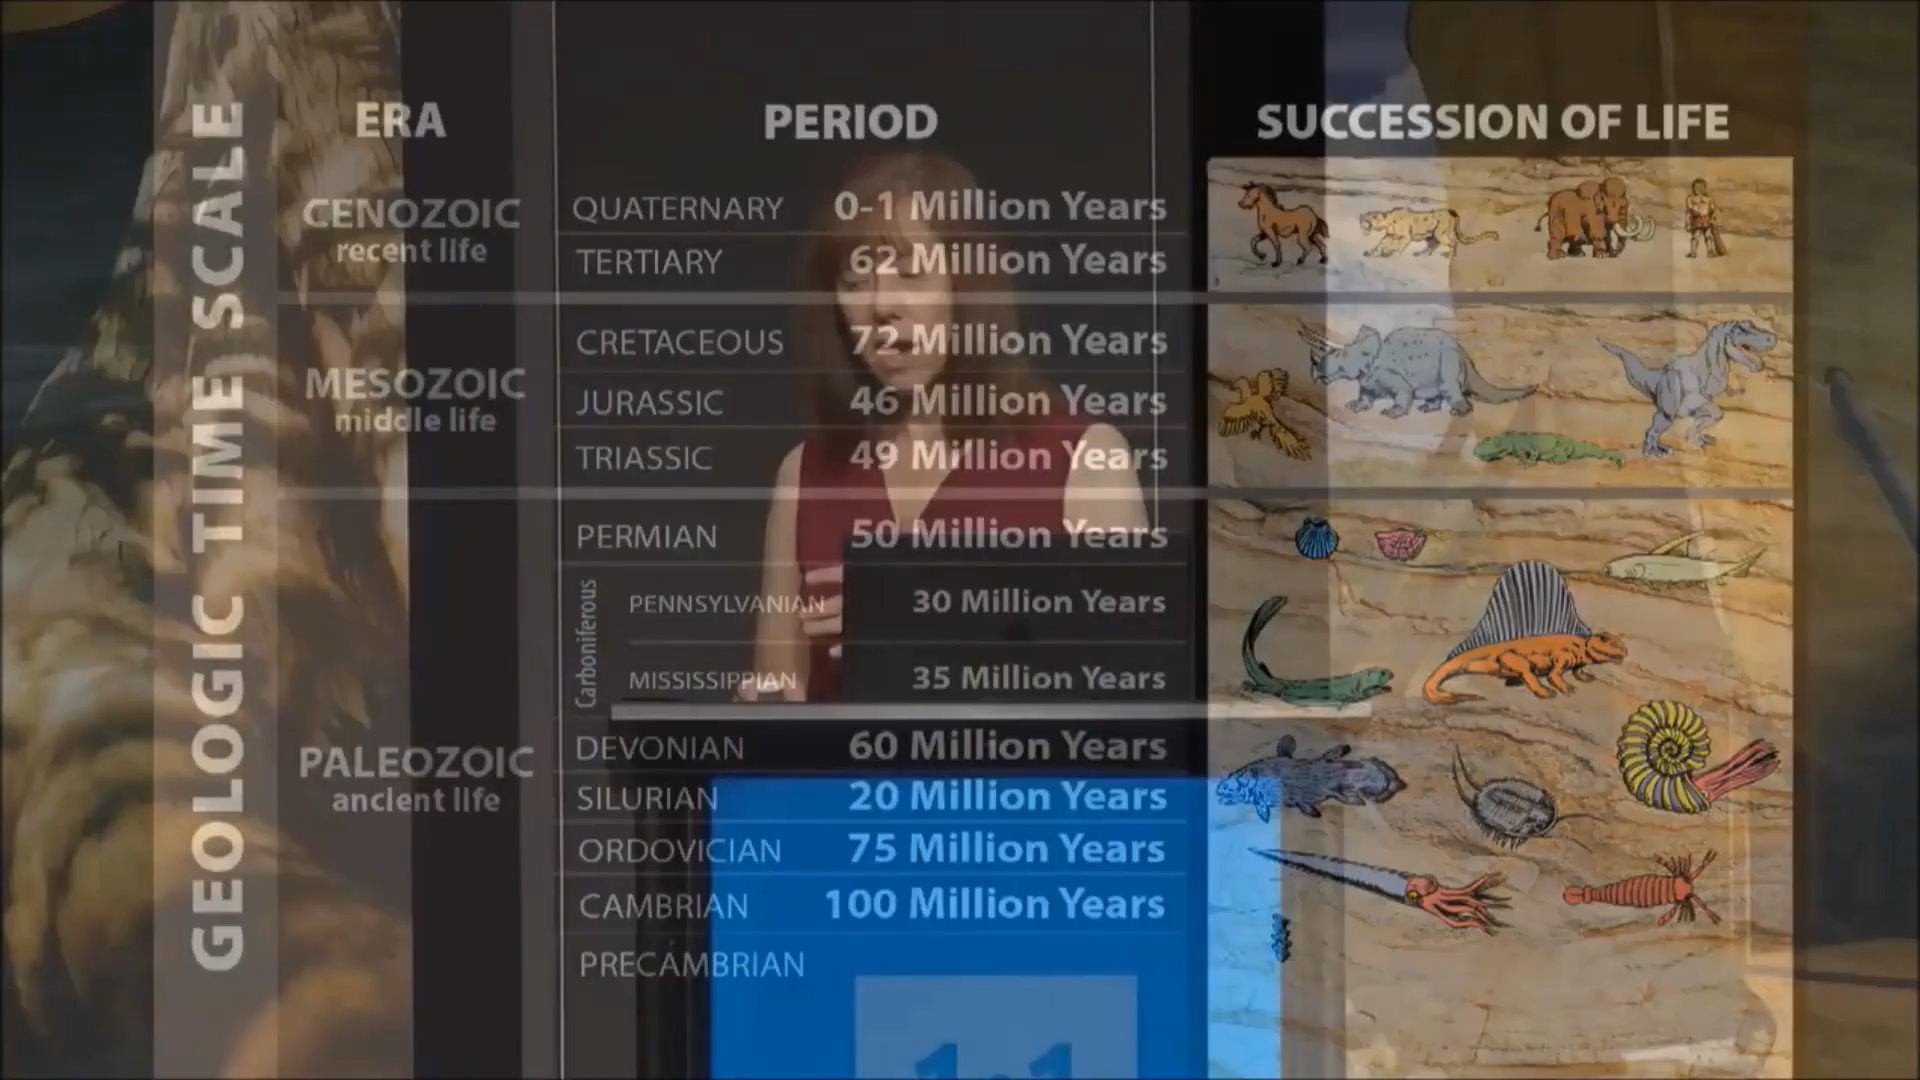 GEOLOGIC TIME SCALE
ERA
PERIOD
SUCCESSION OF LIFE
CENOZOIC
recent life
QUATERNARY 0-1 Million Years
TERTIARY 62 Million Years
MESOZOIC
middle life
CRETACEOUS 72 Million Years
JURASSIC 46 Million Years
TRIASSIC 49 Million Years
PALEOZOIC
ancient life
PERMIAN 50 Million Years
Carboniferous
PENNSYLVANIAN 30 Million Years
MISSISSIPPIAN 35 Million Years
DEVONIAN 60 Million Years
SILURIAN 20 Million Years
ORDOVICIAN 75 Million Years
CAMBRIAN 100 Million Years
PRECAMBRIAN